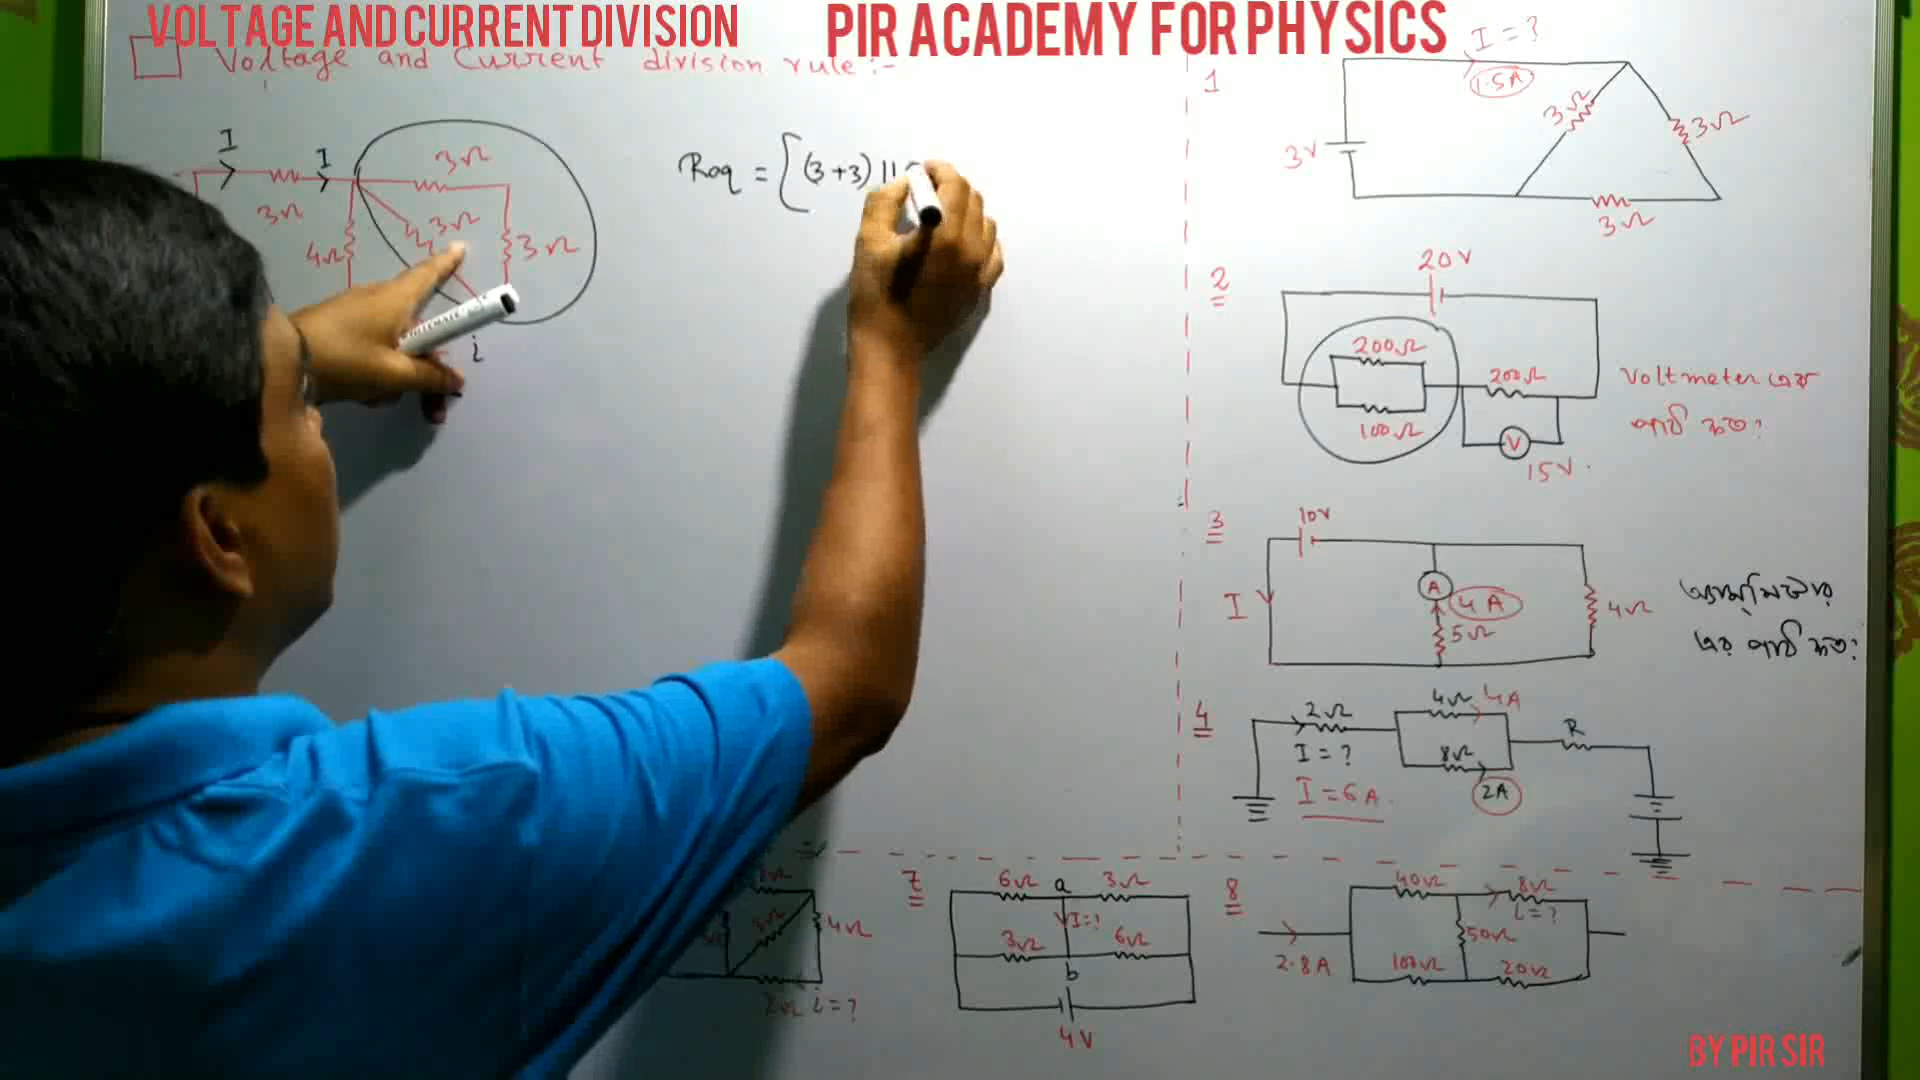 VOLTAGE AND CURRENT DIVISION
PIR ACADEMY FOR PHYSICS
Voltage and Current division rule:-
I
I
3Ω
3Ω
3Ω
4Ω
3Ω
i
Req = [(3+3)||
1
I = ?
1.5A
3V
3Ω
3Ω
3Ω
2
20V
200Ω
100Ω
200Ω
V
15V.
Voltmeter এর
পাঠ কত?
3
10V
I
A
4A
5Ω
4Ω
এর পাঠ কত?
4
2Ω
I = ?
I = 6A.
4Ω
4A
8Ω
2A
R
4Ω
2Ω i = ?
7
6Ω
a
3Ω
I = ?
3Ω
6Ω
b
4V
8
2.8A
40Ω
8Ω
i = ?
50Ω
100Ω
20Ω
BY PIR SIR